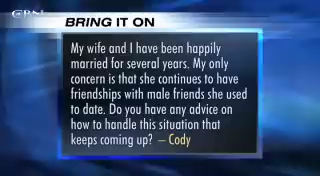 CBN
BRING IT ON
My wife and I have been happily
married for several years. My only
concern is that she continues to have
friendships with male friends she used
to date. Do you have any advice on
how to handle this situation that
keeps coming up? – Cody